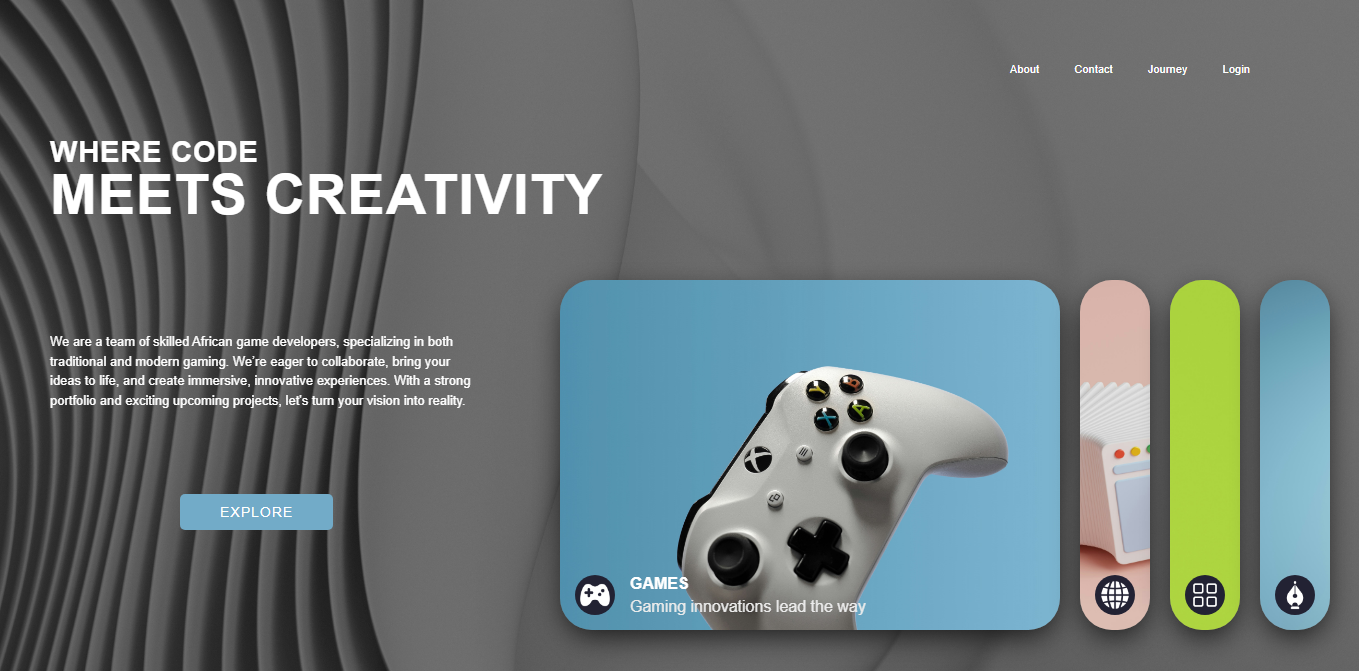 About Contact Journey Login
WHERE CODE
MEETS CREATIVITY
We are a team of skilled African game developers, specializing in both
traditional and modern gaming. We're eager to collaborate, bring your
ideas to life, and create immersive, innovative experiences. With a strong
portfolio and exciting upcoming projects, let's turn your vision into reality.
EXPLORE
Y
B
X
A
GAMES
Gaming innovations lead the way